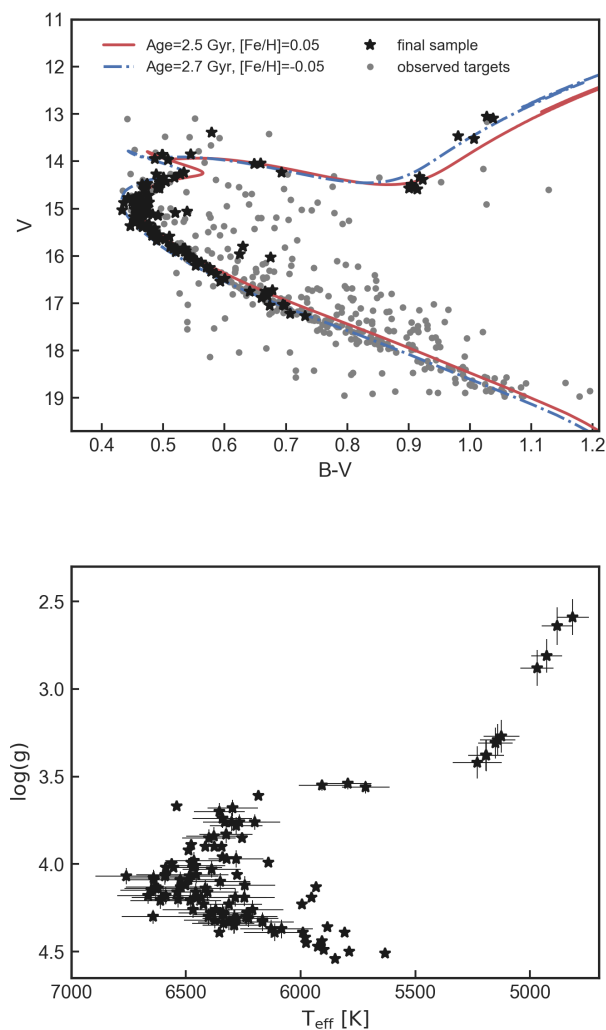 11
12
13
14
15
16
17
18
19
V
Age=2.5 Gyr, [Fe/H]=0.05
Age=2.7 Gyr, [Fe/H]=-0.05
final sample
observed targets
0.4 0.5 0.6 0.7 0.8 0.9 1.0 1.1 1.2
B-V
2.5
3.0
3.5
4.0
4.5
log(g)
7000 6500 6000 5500 5000
T_eff [K]